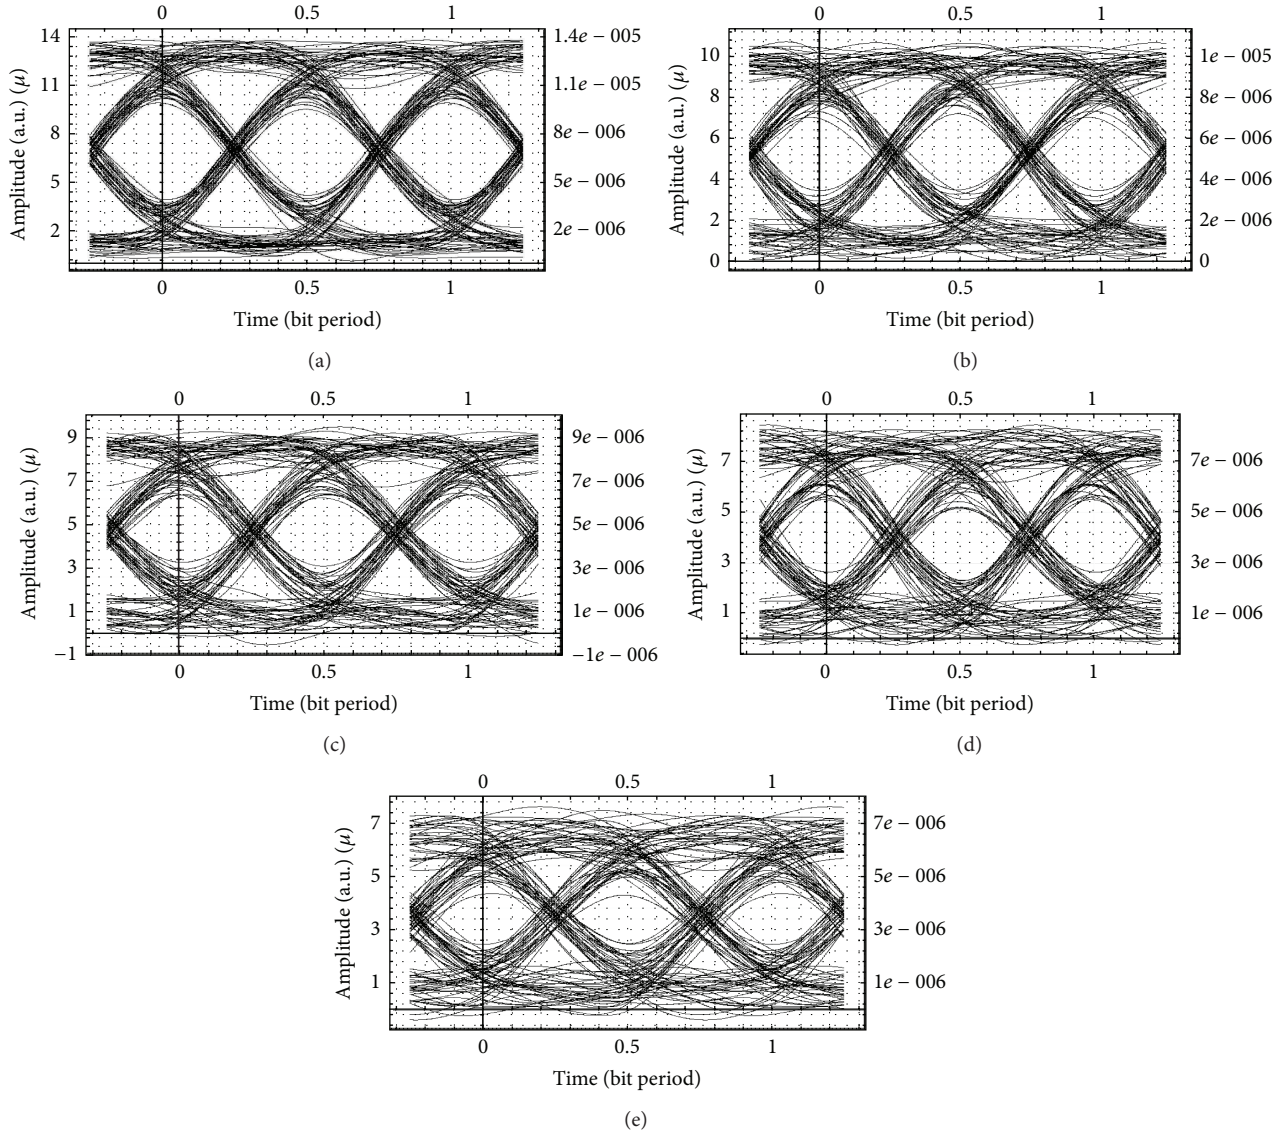 0 0.5 1
14 1.4e − 005
11 1.1e − 005
8 8e − 006
5 5e − 006
2 2e − 006
Amplitude (a.u.) (μ)
0 0.5 1
Time (bit period)
(a)
0 0.5 1
10 1e − 005
8 8e − 006
6 6e − 006
4 4e − 006
2 2e − 006
0 0
Amplitude (a.u.) (μ)
0 0.5 1
Time (bit period)
(b)
0 0.5 1
9 9e − 006
7 7e − 006
5 5e − 006
3 3e − 006
1 1e − 006
−1 −1e − 006
Amplitude (a.u.) (μ)
0 0.5 1
Time (bit period)
(c)
0 0.5 1
7 7e − 006
5 5e − 006
3 3e − 006
1 1e − 006
Amplitude (a.u.) (μ)
0 0.5 1
Time (bit period)
(d)
0 0.5 1
7 7e − 006
5 5e − 006
3 3e − 006
1 1e − 006
Amplitude (a.u.) (μ)
0 0.5 1
Time (bit period)
(e)